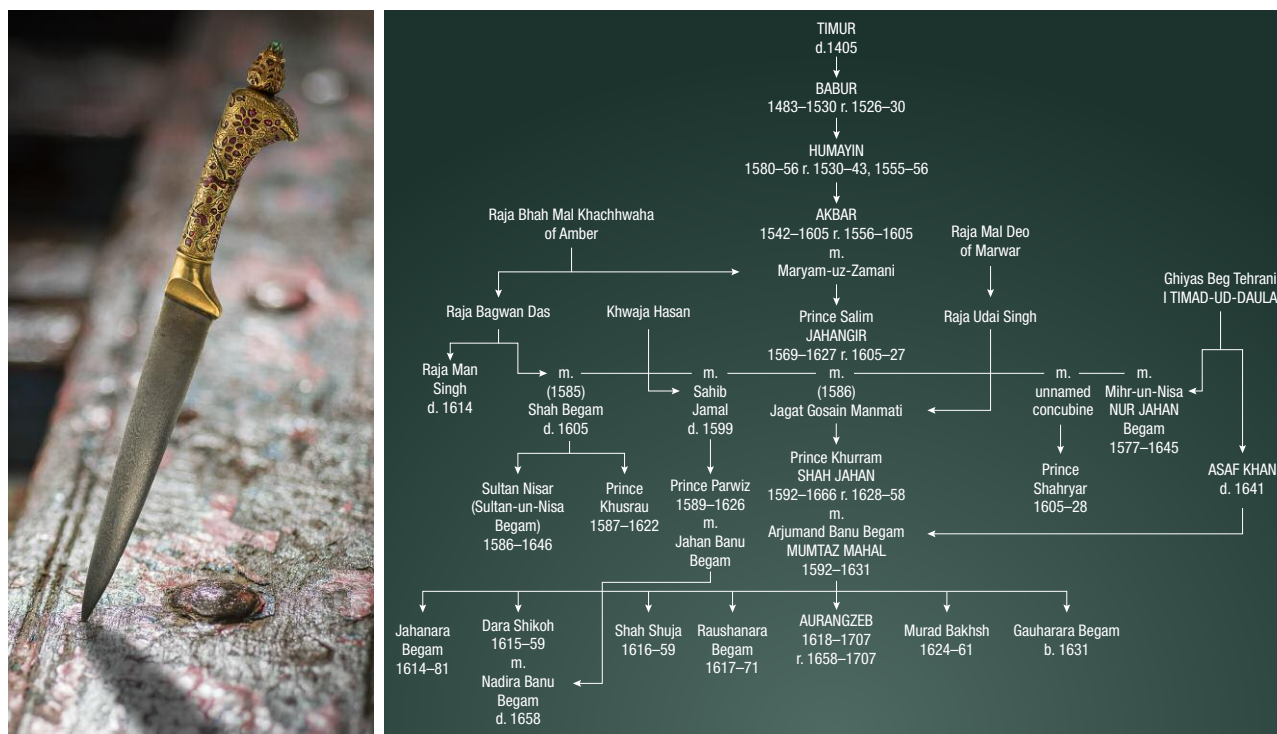 TIMUR
d.1405
BABUR
1483–1530 r. 1526–30
HUMAYIN
1580–56 r. 1530–43, 1555–56
Raja Bhah Mal Khachhwaha
of Amber
AKBAR
1542–1605 r. 1556–1605
m.
Maryam-uz-Zamani
Raja Mal Deo
of Marwar
Ghiyas Beg Tehrani
I TIMAD-UD-DAULA
Raja Bagwan Das
Khwaja Hasan
Prince Salim
JAHANGIR
1569–1627 r. 1605–27
Raja Udai Singh
Raja Man
Singh
d. 1614
m.
(1585)
Shah Begam
d. 1605
m.
Sahib
Jamal
d. 1599
m.
(1586)
Jagat Gosain Manmati
m.
unnamed
concubine
m.
Mihr-un-Nisa
NUR JAHAN
Begam
1577–1645
Sultan Nisar
(Sultan-un-Nisa
Begam)
1586–1646
Prince
Khusrau
1587–1622
Prince Parwiz
1589–1626
m.
Jahan Banu
Begam
Prince Khurram
SHAH JAHAN
1592–1666 r. 1628–58
m.
Arjumand Banu Begam
MUMTAZ MAHAL
1592–1631
Prince
Shahryar
1605–28
ASAF KHAN
d. 1641
Jahanara
Begam
1614–81
Dara Shikoh
1615–59
m.
Nadira Banu
Begam
d. 1658
Shah Shuja
1616–59
Raushanara
Begam
1617–71
AURANGZEB
1618–1707
r. 1658–1707
Murad Bakhsh
1624–61
Gauharara Begam
b. 1631